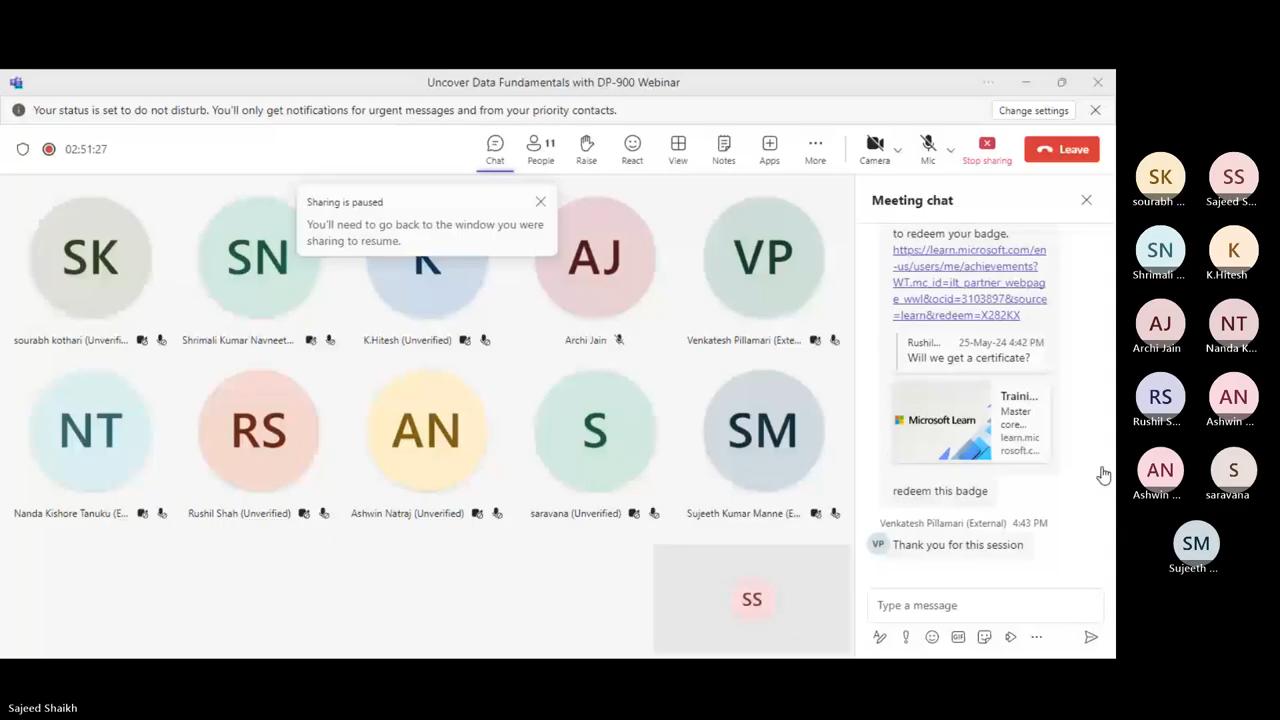 Uncover Data Fundamentals with DP-900 Webinar
Your status is set to do not disturb. You'll only get notifications for urgent messages and from your priority contacts.
Change settings
02:51:27
Chat
People
11
Raise
React
View
Notes
Apps
More
Camera
Mic
Stop sharing
Leave
Sharing is paused
You'll need to go back to the window you were
sharing to resume.
SK
SN
K
AJ
VP
sourabh kothari (Unverifi...
Shrimali Kumar Navneet...
K.Hitesh (Unverified)
Archi Jain
Venkatesh Pillamari (Exte...
NT
RS
AN
S
SM
Nanda Kishore Tanuku (E...
Rushil Shah (Unverified)
Ashwin Natraj (Unverified)
saravana (Unverified)
Sujeeth Kumar Manne (E...
SS
Meeting chat
to redeem your badge.
https://learn.microsoft.com/en
-us/users/me/achievements?
WT.mc_id=ilt_partner_webpag
e_wwl&ocid=3103897&source
=learn&redeem=X282KX
Rushil... 25-May-24 4:42 PM
Will we get a certificate?
Microsoft Learn
Traini...
Master
core...
learn.mic
rosoft.c...
redeem this badge
Venkatesh Pillamari (External) 4:43 PM
VP
Thank you for this session
Type a message
GIF
SK
SS
sourabh ...
Sajeed S...
SN
K
Shrimali ...
K.Hitesh
AJ
NT
Archi Jain
Nanda K...
RS
AN
Rushil S...
Ashwin ...
AN
S
Ashwin ...
saravana
SM
Sujeeth ...
Sajeed Shaikh